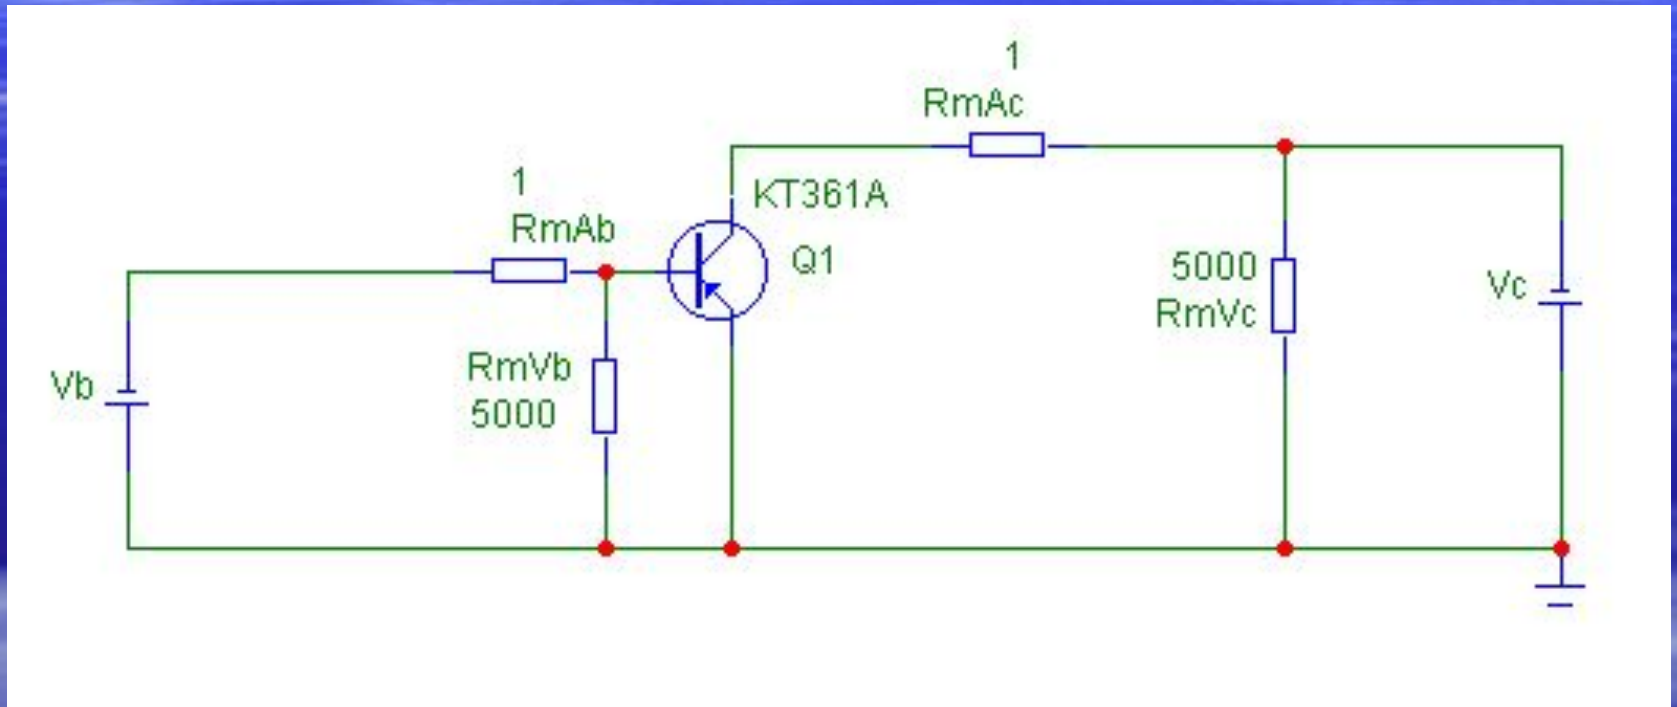 1
RmAc
KT361A
1
RmAb
Q1
5000
RmVc
Vc
RmVb
5000
Vb